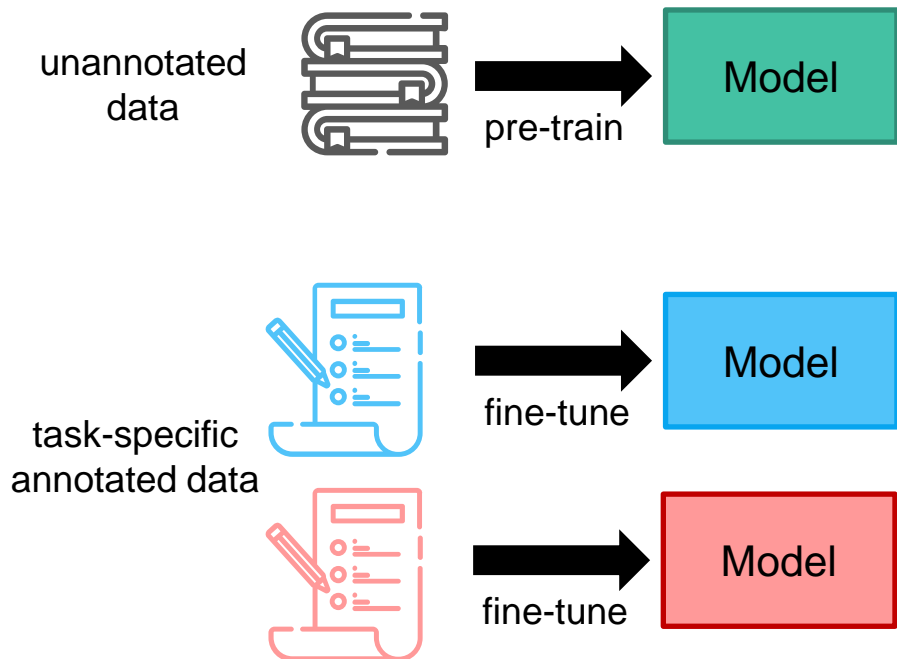 unannotated
data
pre-train
Model
task-specific
annotated data
fine-tune
Model
fine-tune
Model